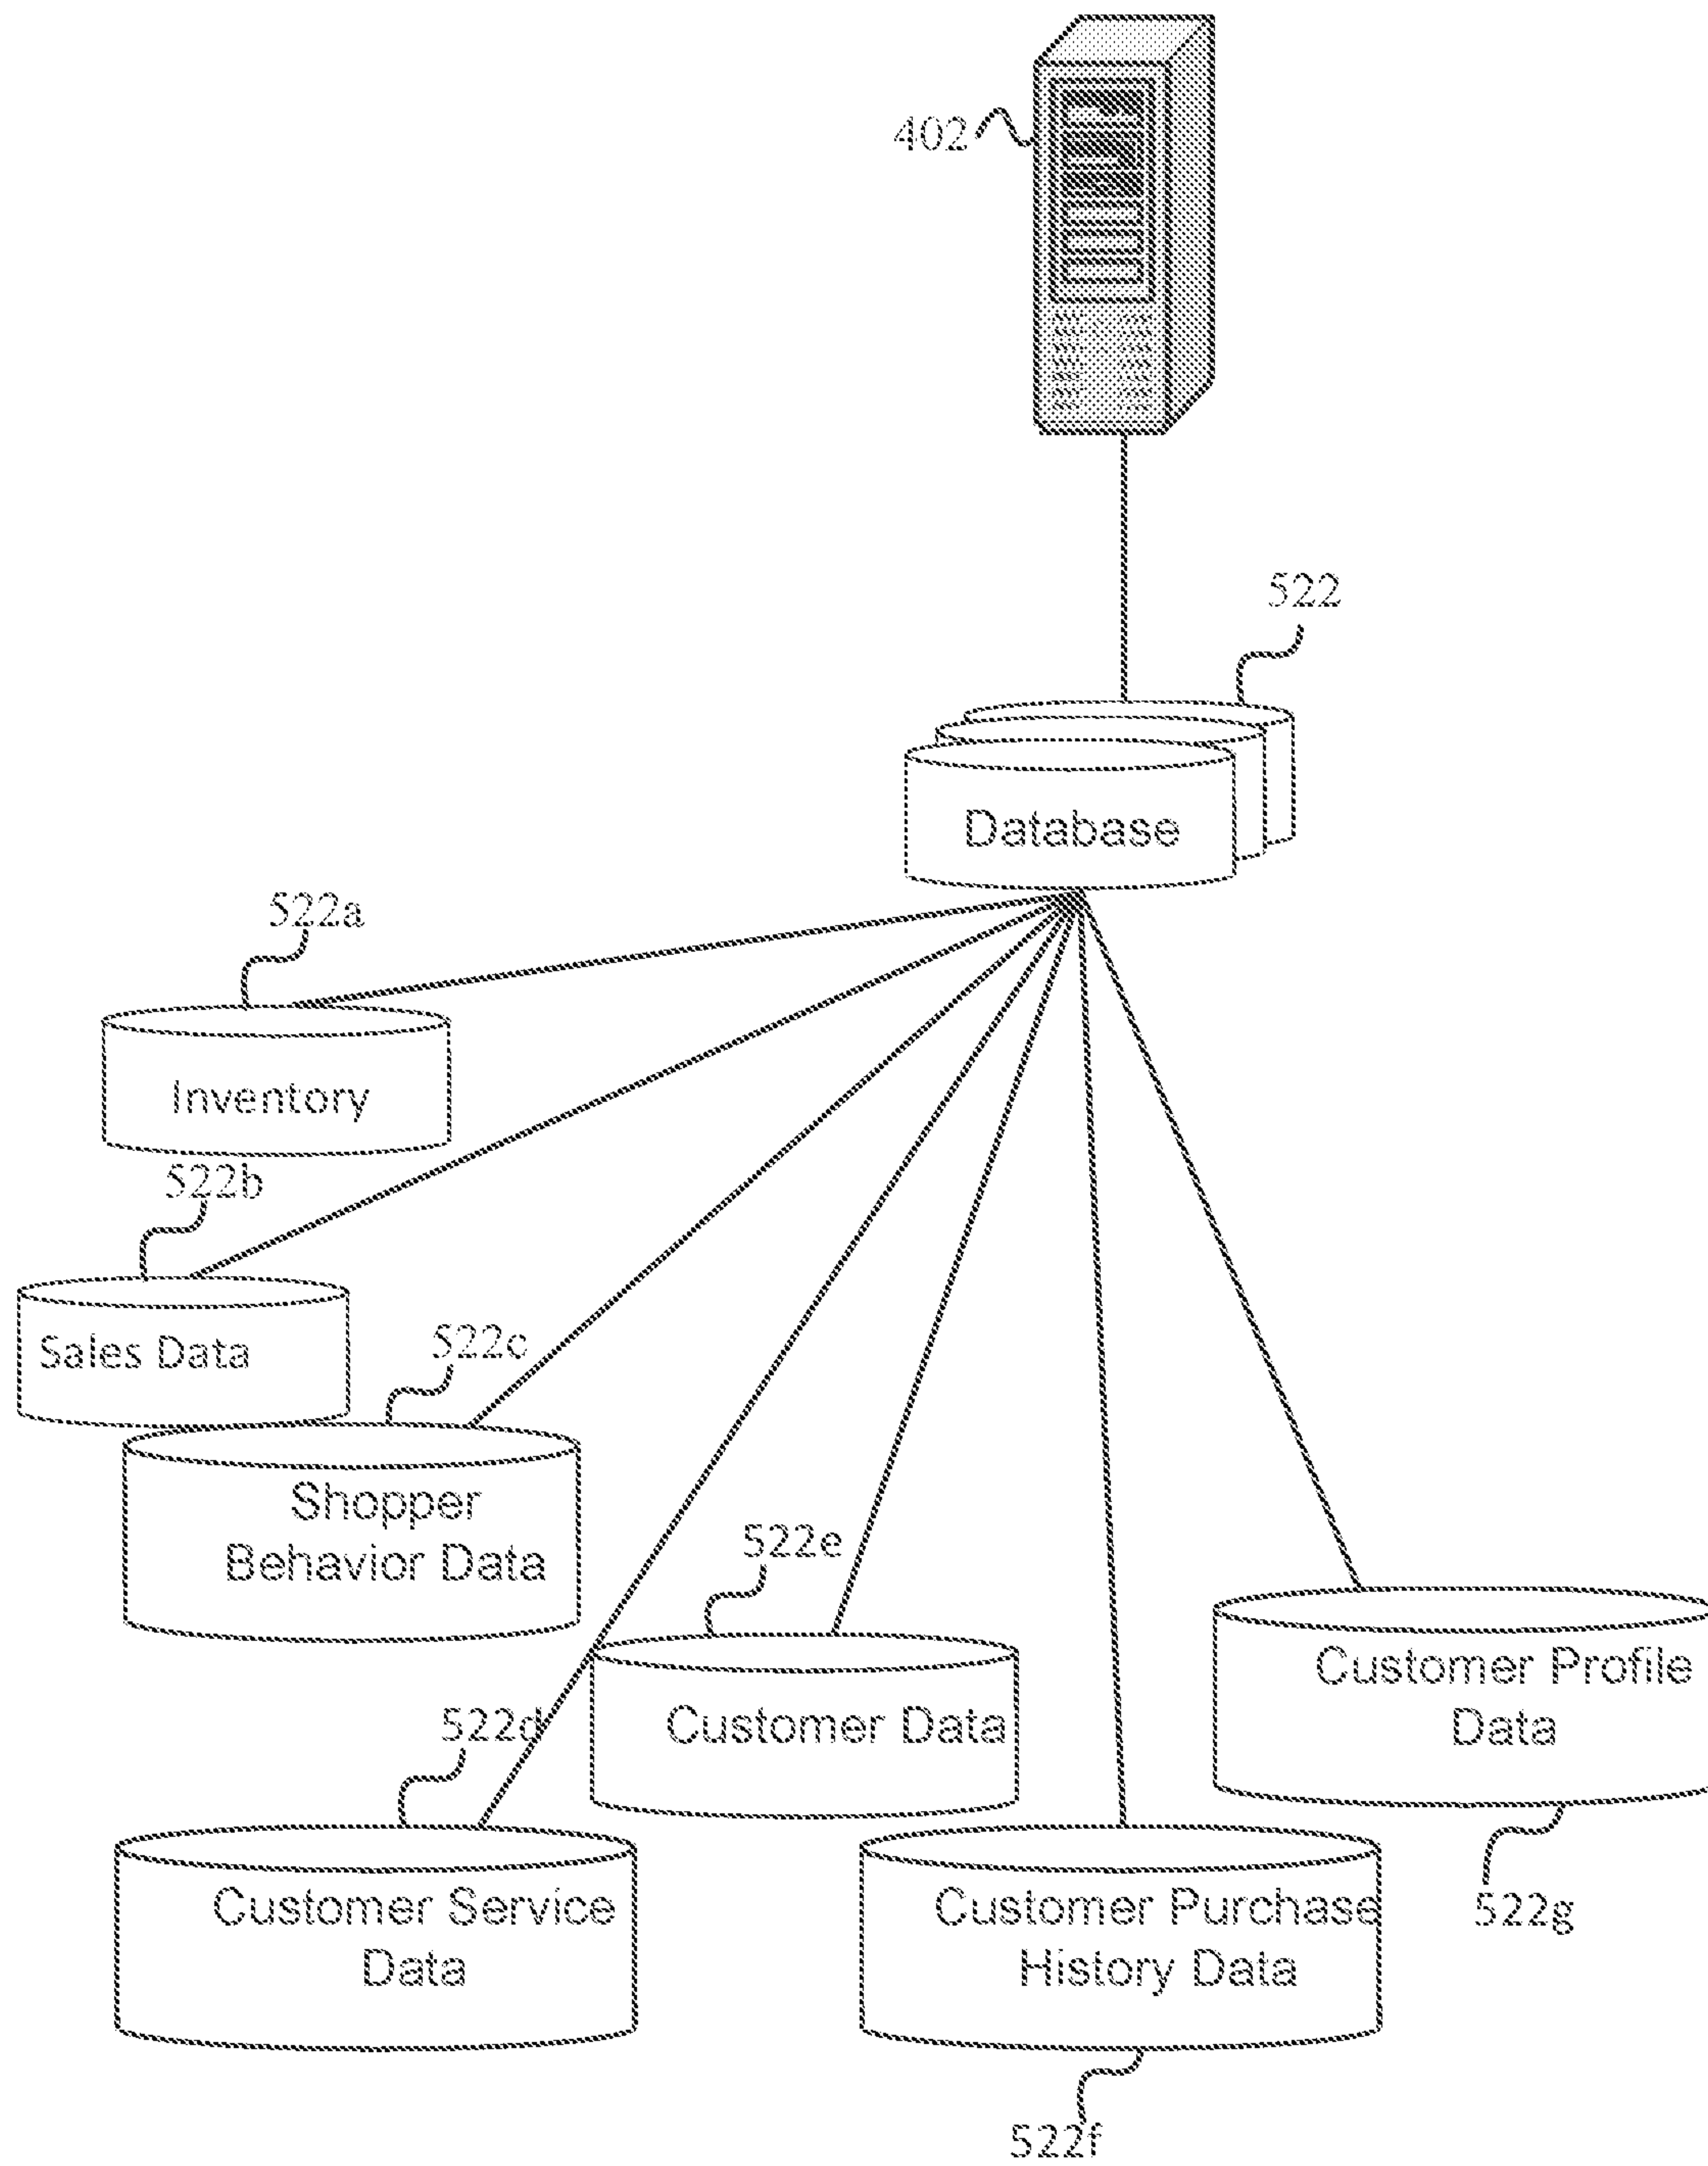 402
522
Database
522a
Inventory
522b
Sales Data
522c
Shopper
Behavior Data
522e
Customer Data
Customer Profile
Data
522d
Customer Service
Data
Customer Purchase
History Data
522g
522f